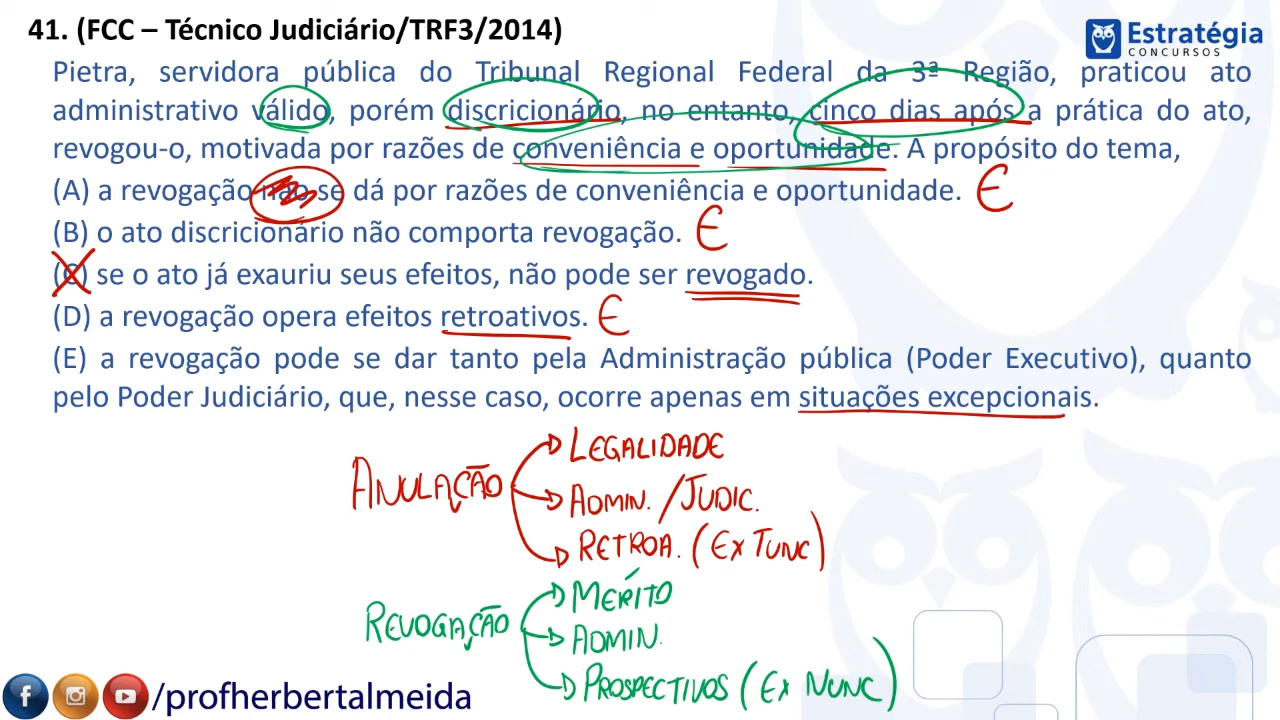 41. (FCC – Técnico Judiciário/TRF3/2014)
Estratégia
CONCURSOS
Pietra, servidora pública do Tribunal Regional Federal da 3ª Região, praticou ato
administrativo válido, porém discricionário, no entanto, cinco dias após a prática do ato,
revogou-o, motivada por razões de conveniência e oportunidade. A propósito do tema,
(A) a revogação não se dá por razões de conveniência e oportunidade. E
(B) o ato discricionário não comporta revogação. E
(C) se o ato já exauriu seus efeitos, não pode ser revogado.
(D) a revogação opera efeitos retroativos. E
(E) a revogação pode se dar tanto pela Administração pública (Poder Executivo), quanto
pelo Poder Judiciário, que, nesse caso, ocorre apenas em situações excepcionais.
LEGALIDADE
ANULAÇÃO
ADMIN. / JUDIC.
RETROA. (EX TUNC)
MÉRITO
REVOGAÇÃO
ADMIN.
PROSPECTIVOS (EX NUNC)
/profherbertalmeida